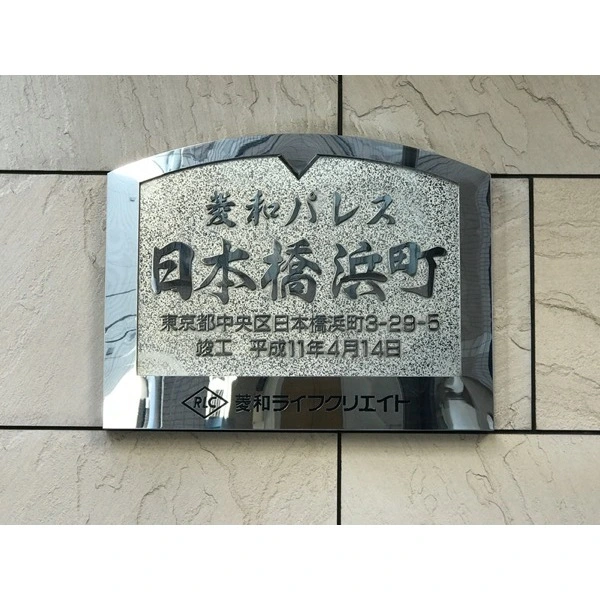 菱和パレス
日本橋浜町
東京都中央区日本橋浜町3-29-5
竣工 平成11年4月14日
RLC 菱和ライフクリエイト